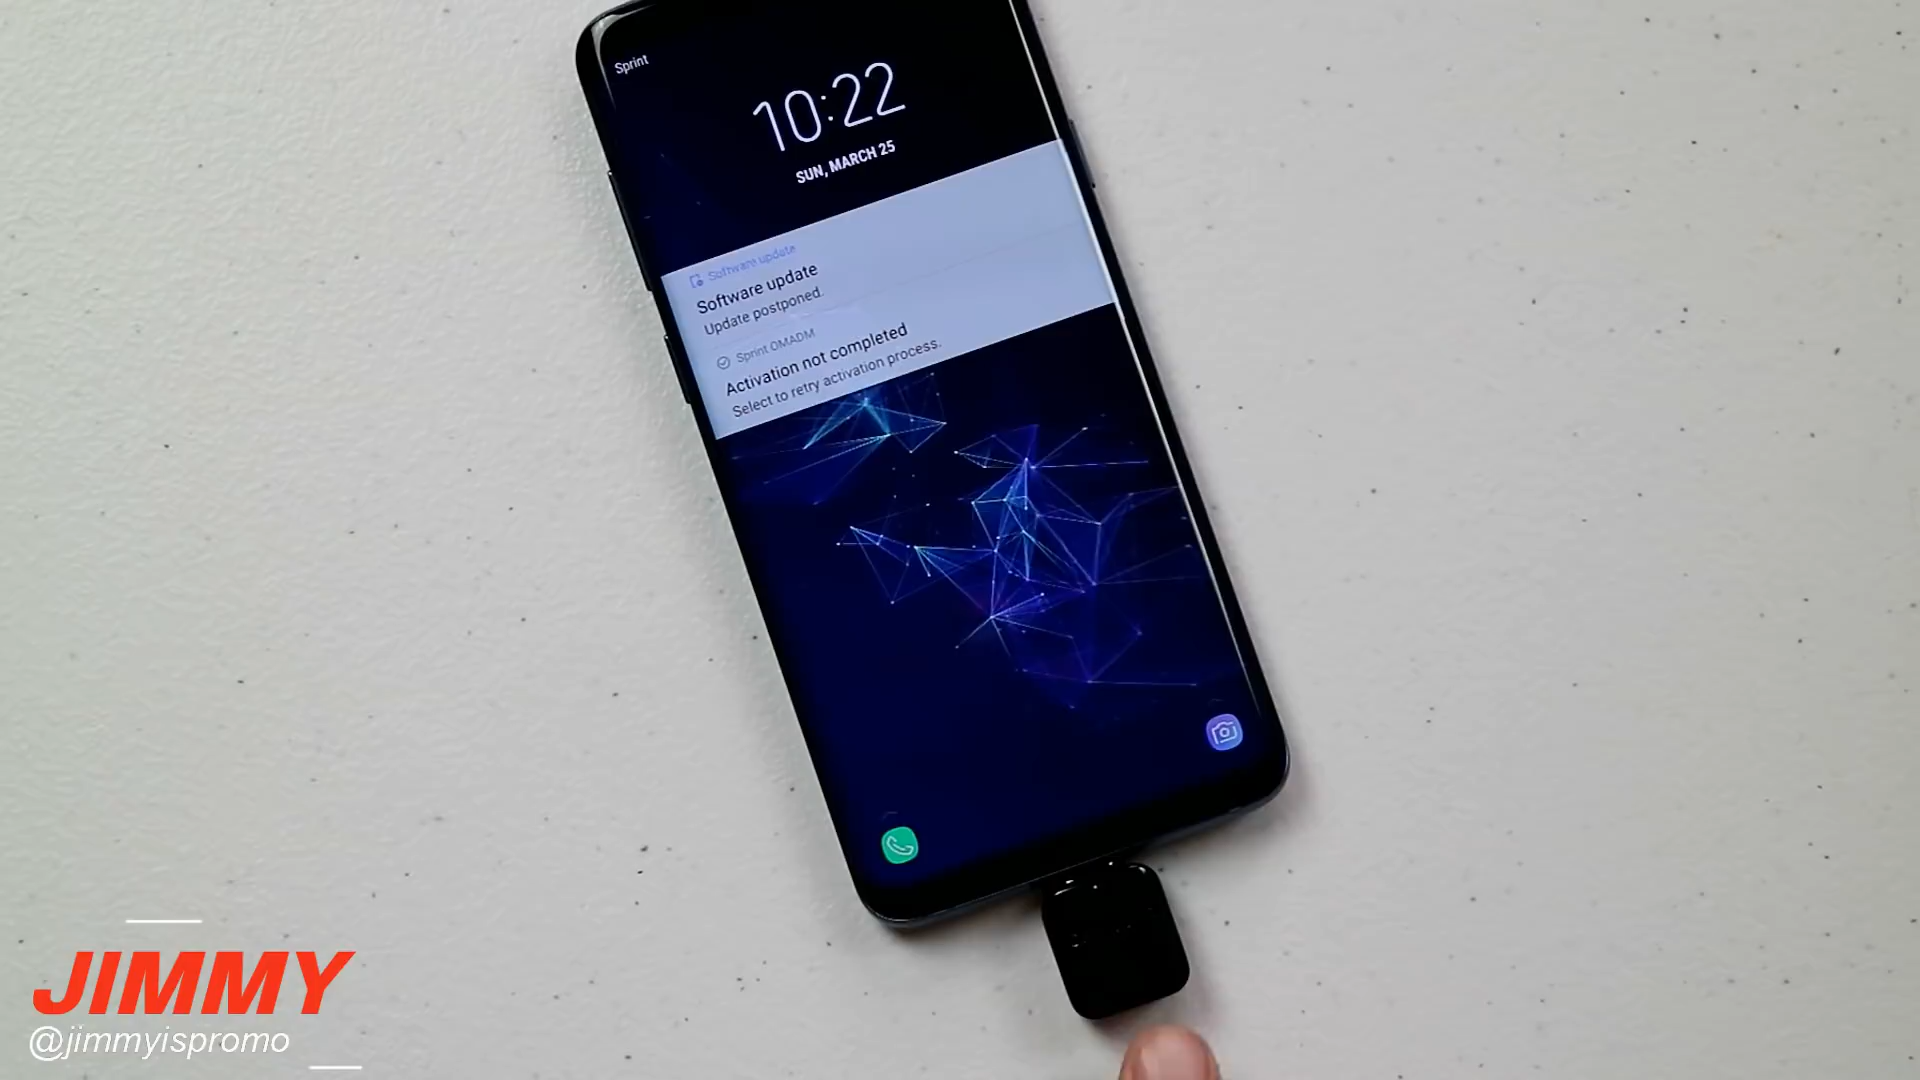 Sprint
10:22
SUN, MARCH 25
Software update
Software update
Update postponed.
Sprint OMADM
Activation not completed
Select to retry activation process.
JIMMY
@jimmyispromo